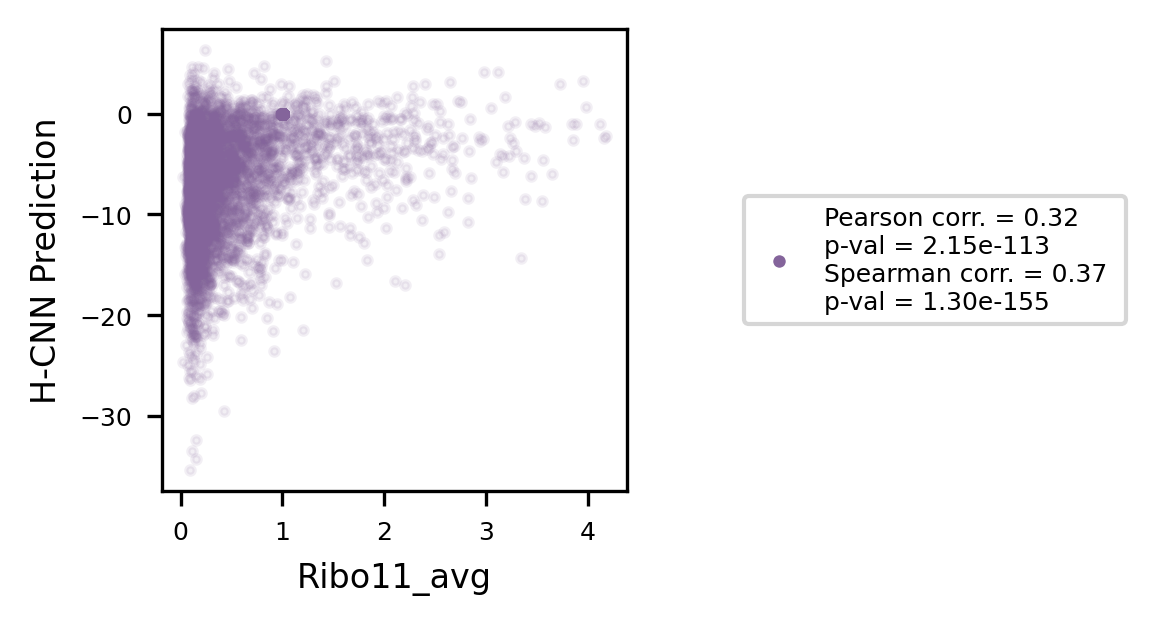 H-CNN Prediction
0
−10
−20
−30
0 1 2 3 4
Ribo11_avg
Pearson corr. = 0.32
p-val = 2.15e-113
Spearman corr. = 0.37
p-val = 1.30e-155